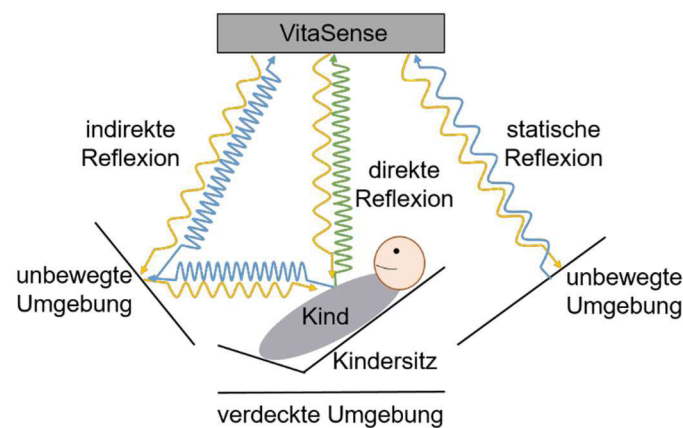 VitaSense
indirekte
Reflexion
statische
Reflexion
direkte
Reflexion
unbewegte
Umgebung
Kind
unbewegte
Umgebung
Kindersitz
verdeckte Umgebung